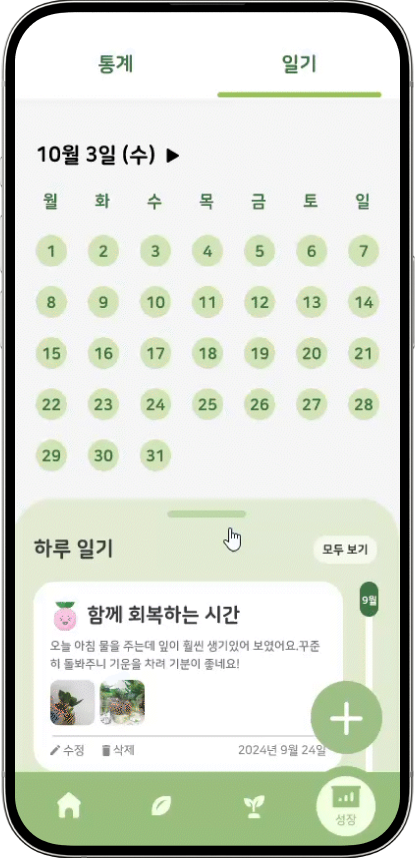 통계 일기
10월 3일 (수) ▶
월 화 수 목 금 토 일
1 2 3 4 5 6 7
8 9 10 11 12 13 14
15 16 17 18 19 20 21
22 23 24 25 26 27 28
29 30 31
하루 일기 모두 보기
9월
함께 회복하는 시간
오늘 아침 물을 주는데 잎이 훨씬 생기있어 보였어요.꾸준
히 돌봐주니 기운을 차려 기분이 좋네요!
수정 삭제 2024년 9월 24일
성장